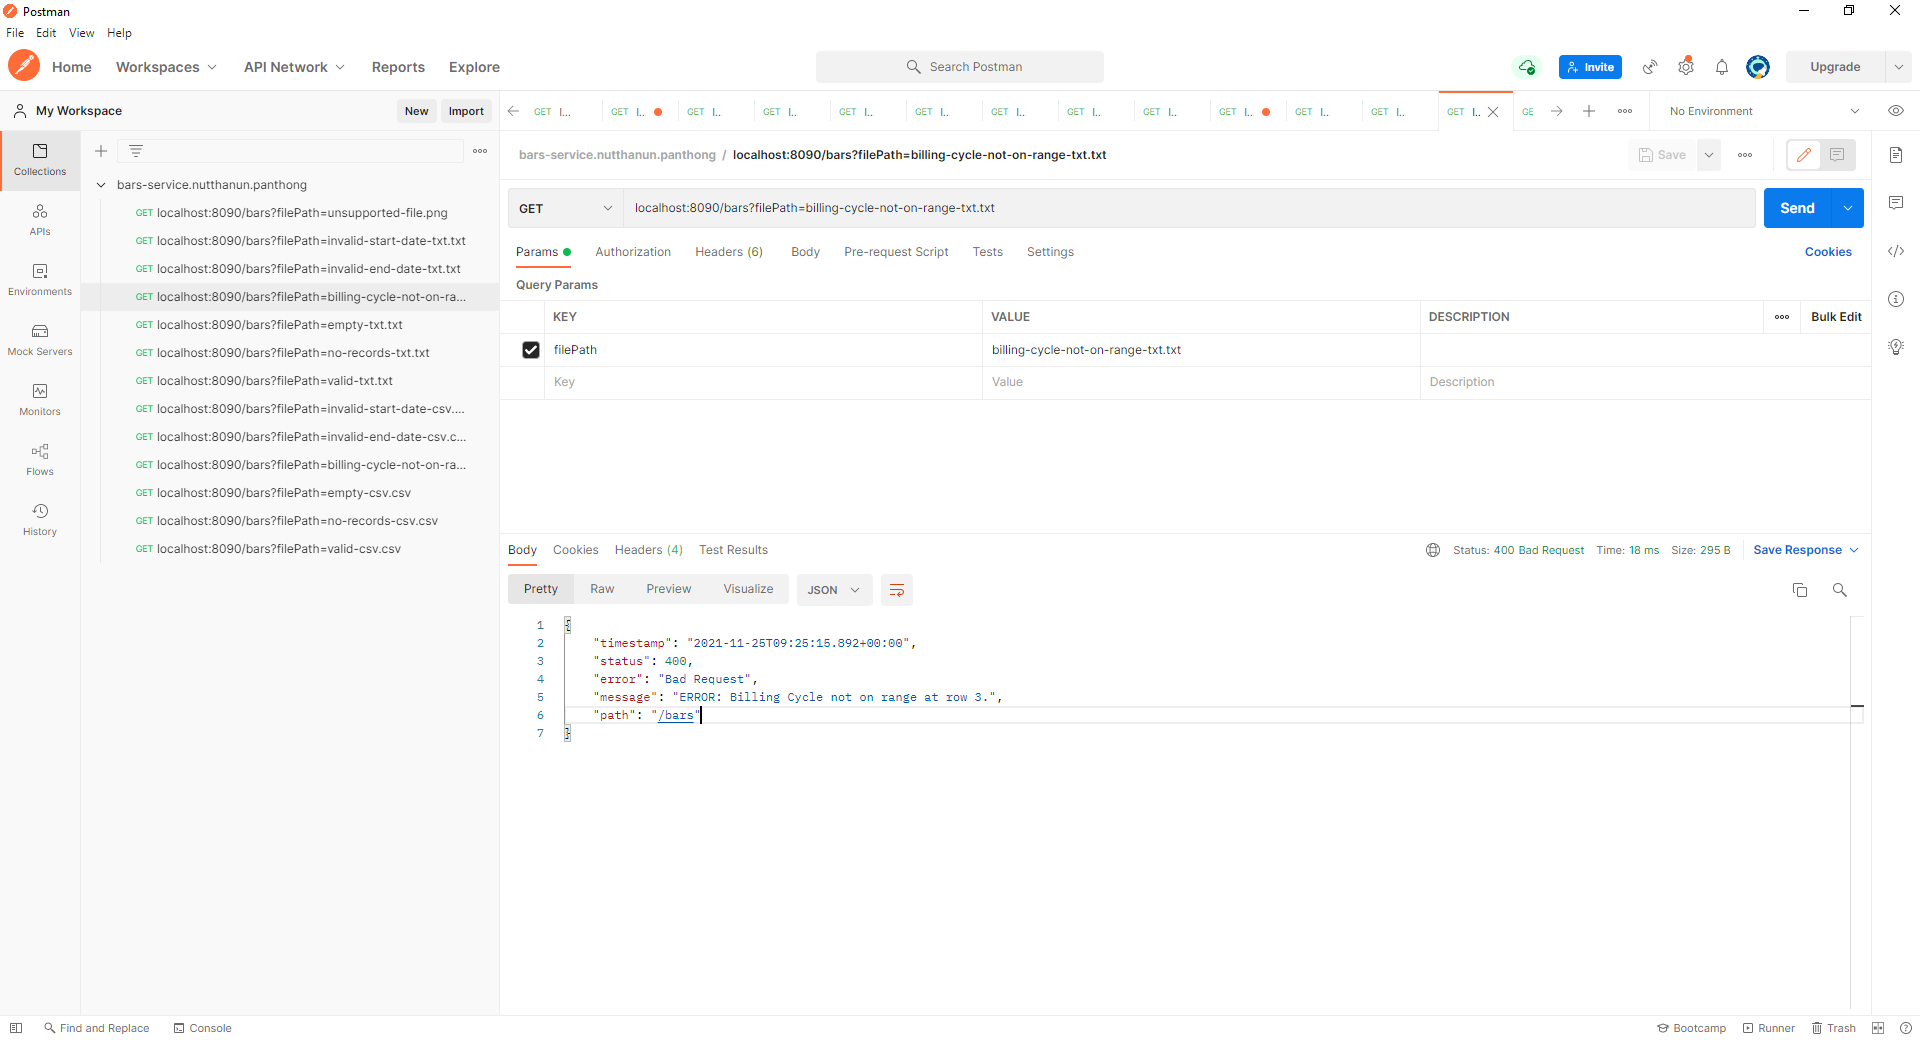 Postman
File Edit View Help
Home Workspaces API Network Reports Explore Search Postman Invite Upgrade
My Workspace New Import GET I... GET I.. GET I.. GET I.. GET I.. GET I.. GET I.. GET I.. GET I.. GET I.. GET I.. GET I.. GET I.. GE No Environment
Collections
APIs
Environments
Mock Servers
Monitors
Flows
History
bars-service.nutthanun.panthong
GET localhost:8090/bars?filePath=unsupported-file.png
GET localhost:8090/bars?filePath=invalid-start-date-txt.txt
GET localhost:8090/bars?filePath=invalid-end-date-txt.txt
GET localhost:8090/bars?filePath=billing-cycle-not-on-ra...
GET localhost:8090/bars?filePath=empty-txt.txt
GET localhost:8090/bars?filePath=no-records-txt.txt
GET localhost:8090/bars?filePath=valid-txt.txt
GET localhost:8090/bars?filePath=invalid-start-date-csv....
GET localhost:8090/bars?filePath=invalid-end-date-csv.c...
GET localhost:8090/bars?filePath=billing-cycle-not-on-ra...
GET localhost:8090/bars?filePath=empty-csv.csv
GET localhost:8090/bars?filePath=no-records-csv.csv
GET localhost:8090/bars?filePath=valid-csv.csv
bars-service.nutthanun.panthong / localhost:8090/bars?filePath=billing-cycle-not-on-range-txt.txt Save
GET localhost:8090/bars?filePath=billing-cycle-not-on-range-txt.txt Send
Params Authorization Headers (6) Body Pre-request Script Tests Settings Cookies
Query Params
KEY VALUE DESCRIPTION Bulk Edit
filePath billing-cycle-not-on-range-txt.txt
Key Value Description
Body Cookies Headers (4) Test Results Status: 400 Bad Request Time: 18 ms Size: 295 B Save Response
Pretty Raw Preview Visualize JSON
1 {
2 "timestamp": "2021-11-25T09:25:15.892+00:00",
3 "status": 400,
4 "error": "Bad Request",
5 "message": "ERROR: Billing Cycle not on range at row 3.",
6 "path": "/bars"
7 }
Find and Replace Console Bootcamp Runner Trash